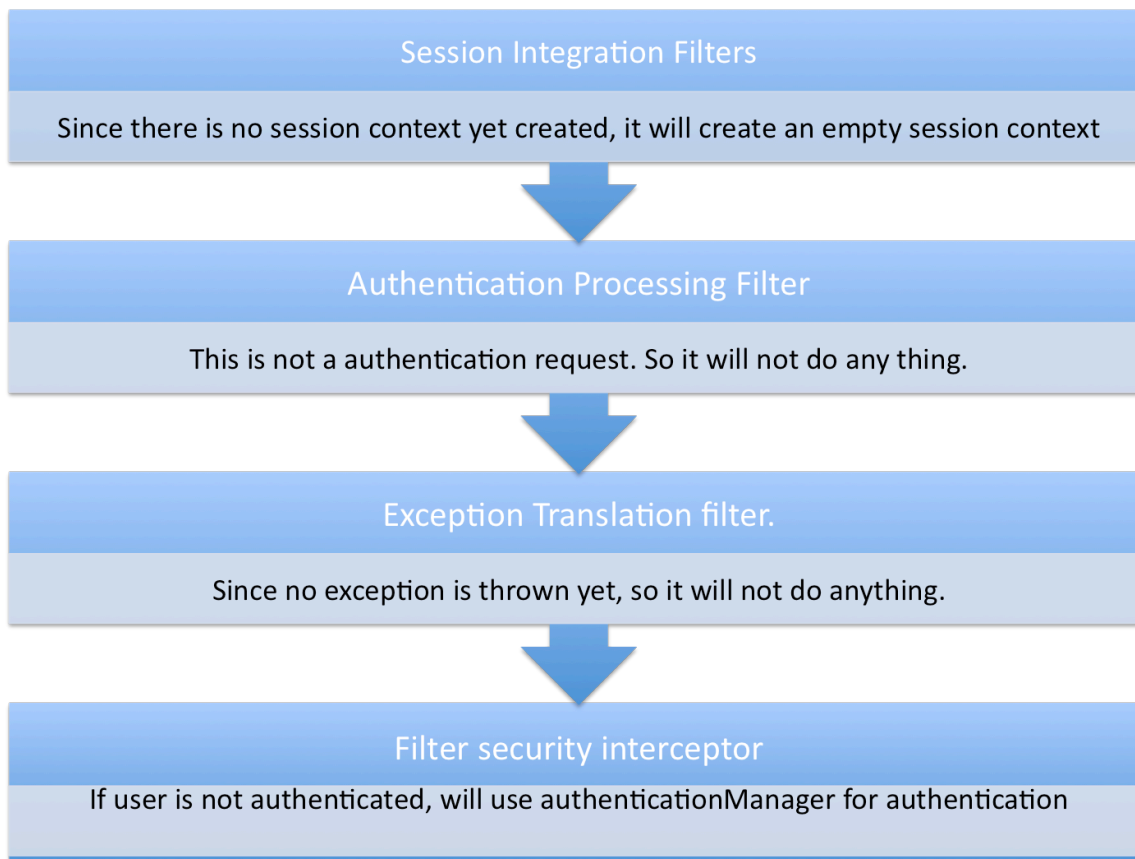 Session Integration Filters
Since there is no session context yet created, it will create an empty session context
Authentication Processing Filter
This is not a authentication request. So it will not do any thing.
Exception Translation filter.
Since no exception is thrown yet, so it will not do anything.
Filter security interceptor
If user is not authenticated, will use authenticationManager for authentication